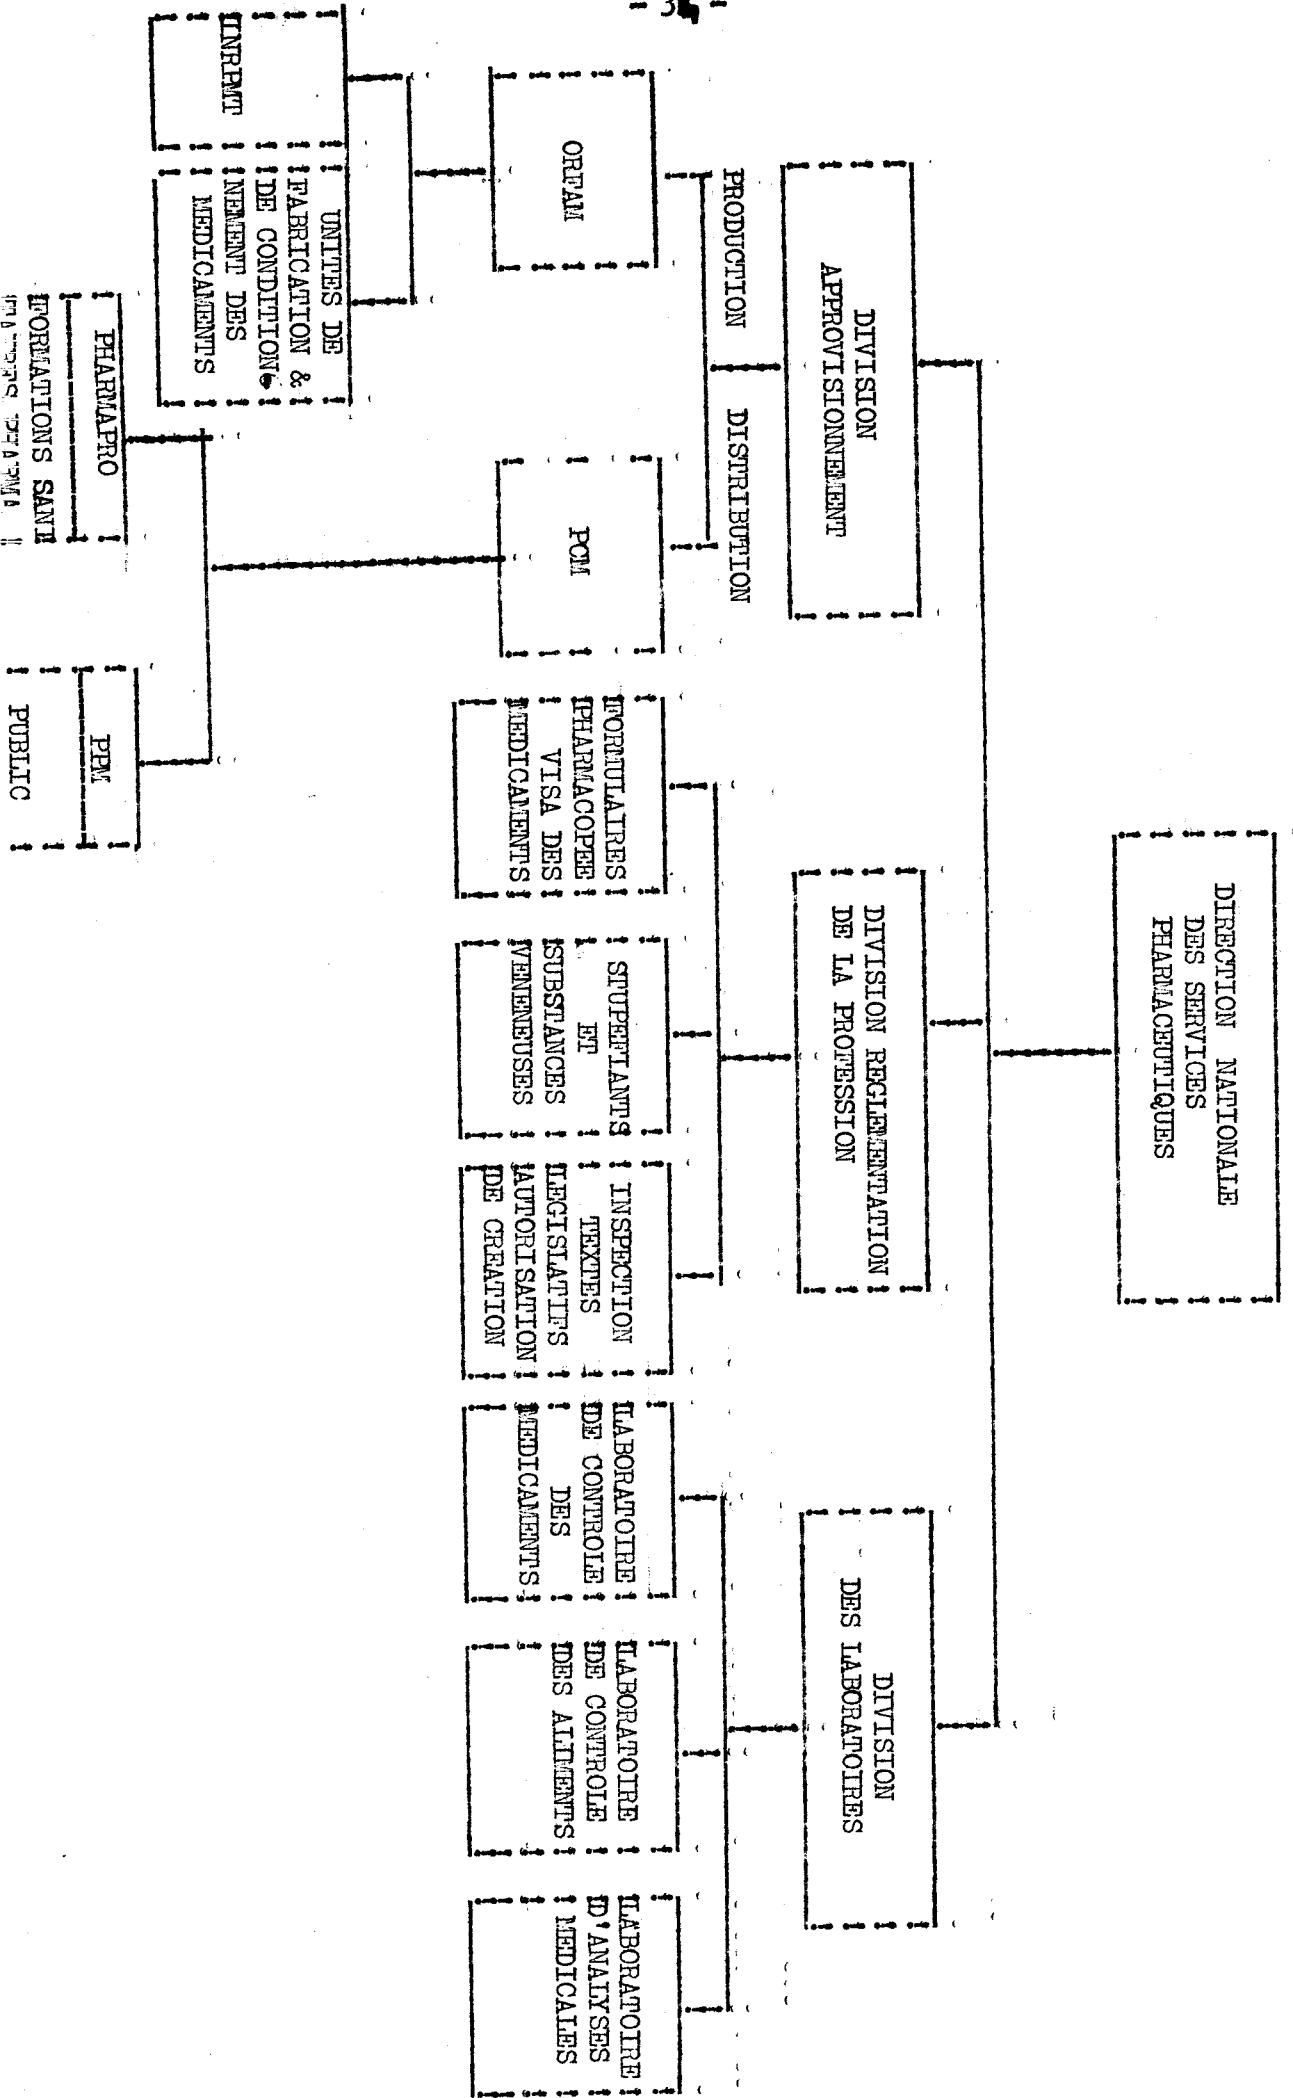 DIRECTION NATIONALE
DES SERVICES
PHARMACEUTIQUES
DIVISION
APPROVISIONNEMENT
DIVISION REGLEMENTATION
DE LA PROFESSION
DIVISION
DES LABORATOIRES
PRODUCTION
DISTRIBUTION
ORFAM
PCM
FORMULAIRES
PHARMACOPEE
VISA DES
MEDICAMENTS
STUPEFIANTS
ET
SUBSTANCES
VENENEUSES
INSPECTION
TEXTES
LEGISLATIFS
AUTORISATION
DE CREATION
LABORATOIRE
DE CONTROLE
DES
MEDICAMENTS
LABORATOIRE
DE CONTROLE
DES ALIMENTS
LABORATOIRE
D'ANALYSES
MEDICALES
INRPMT
UNITES DE
FABRICATION &
DE CONDITION
NEMENT DES
MEDICAMENTS
PHARMAPRO
FORMATIONS SANI
PPM
PUBLIC